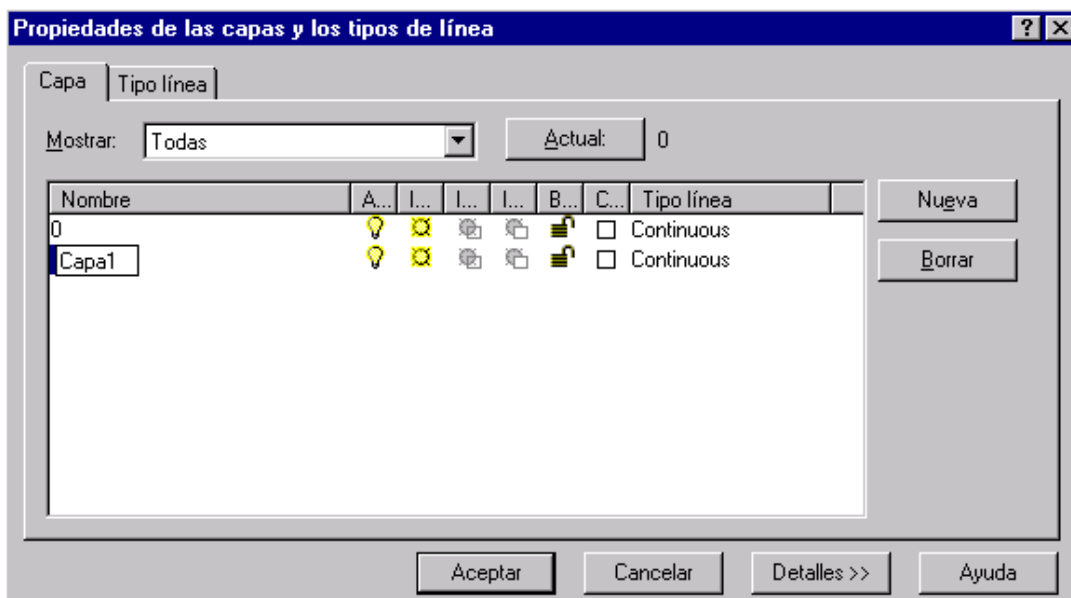 Propiedades de las capas y los tipos de línea
Capa
Tipo línea
Mostrar:
Todas
Actual:
0
Nombre
A...
I...
I...
I...
B...
C...
Tipo línea
0
Continuous
Capa1
Continuous
Nueva
Borrar
Aceptar
Cancelar
Detalles >>
Ayuda